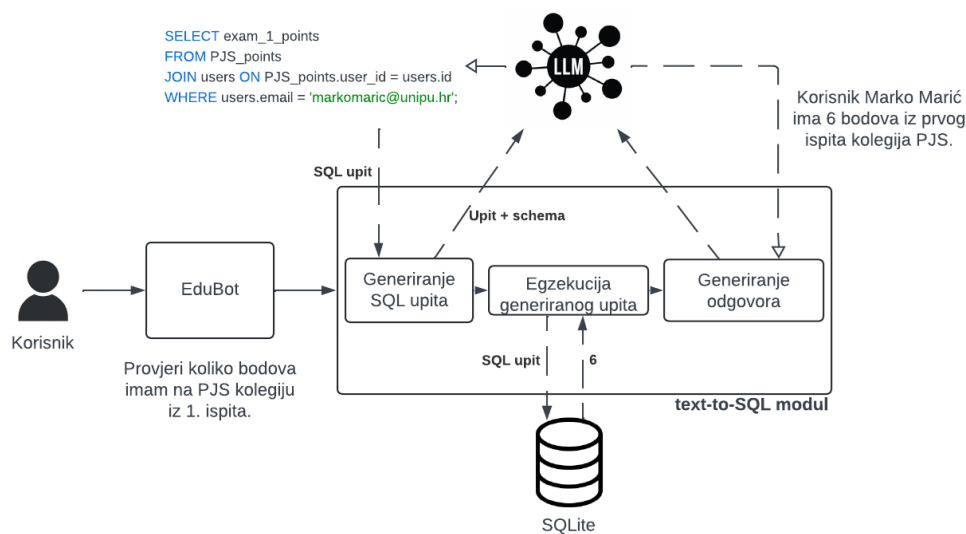 SELECT exam_1_points
FROM PJS_points
JOIN users ON PJS_points.user_id = users.id
WHERE users.email = 'markomaric@unipu.hr';
LLM
Korisnik Marko Marić
ima 6 bodova iz prvog
ispita kolegija PJS.
SQL upit
Upit + schema
Generiranje
SQL upita
Egzekucija
generiranog upita
Generiranje
odgovora
EduBot
Korisnik
Provjeri koliko bodova
imam na PJS kolegiju
iz 1. ispita.
SQL upit
6
text-to-SQL modul
SQLite